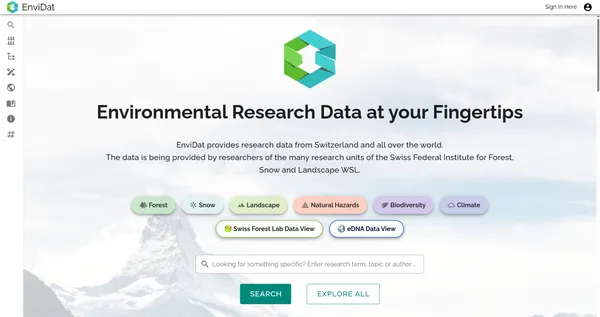 EnviDat
Sign In Here
Environmental Research Data at your Fingertips
EnviDat provides research data from Switzerland and all over the world.
The data is being provided by researchers of the many research units of the Swiss Federal Institute for Forest,
Snow and Landscape WSL.
Forest
Snow
Landscape
Natural Hazards
Biodiversity
Climate
Swiss Forest Lab Data View
eDNA Data View
Looking for something specific? Enter research term, topic or author ...
SEARCH
EXPLORE ALL